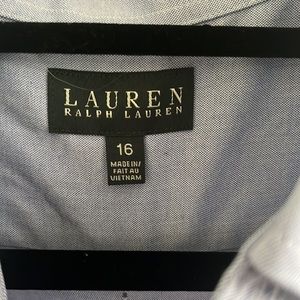 LAUREN
RALPH LAUREN
16
MADE IN/
FAIT AU
VIETNAM